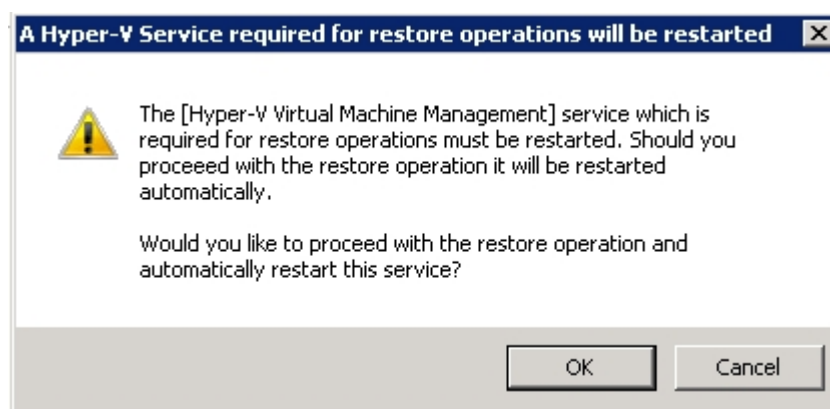 A Hyper-V Service required for restore operations will be restarted
The [Hyper-V Virtual Machine Management] service which is
required for restore operations must be restarted. Should you
proceeed with the restore operation it will be restarted
automatically.
Would you like to proceed with the restore operation and
automatically restart this service?
OK
Cancel